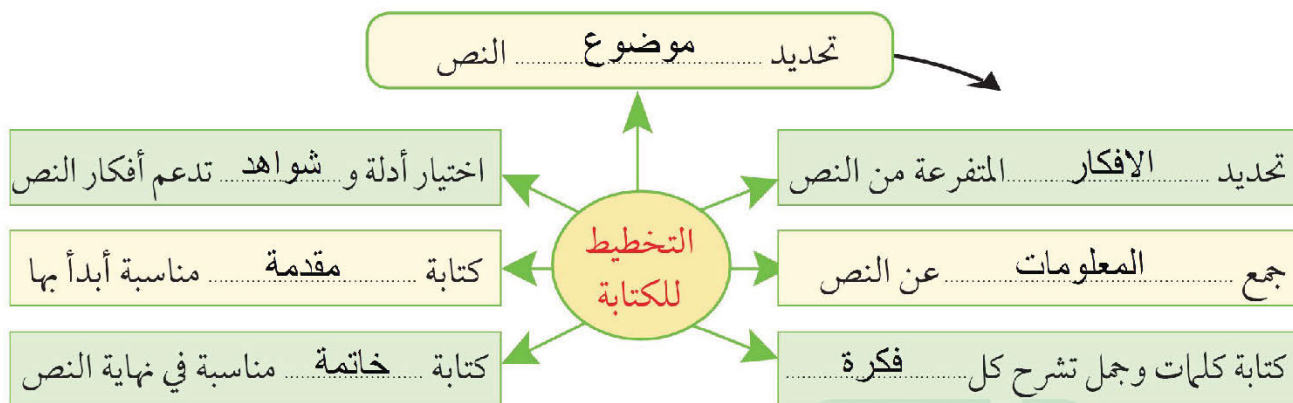 تحديد موضوع النص
تحديد الافكار المتفرعة من النص
جمع المعلومات عن النص
كتابة كلمات وجمل تشرح كل فكرة
التخطيط
للكتابة
اختيار أدلة و شواهد تدعم أفكار النص
كتابة مقدمة مناسبة أبدأ بها
كتابة خاتمة مناسبة في نهاية النص